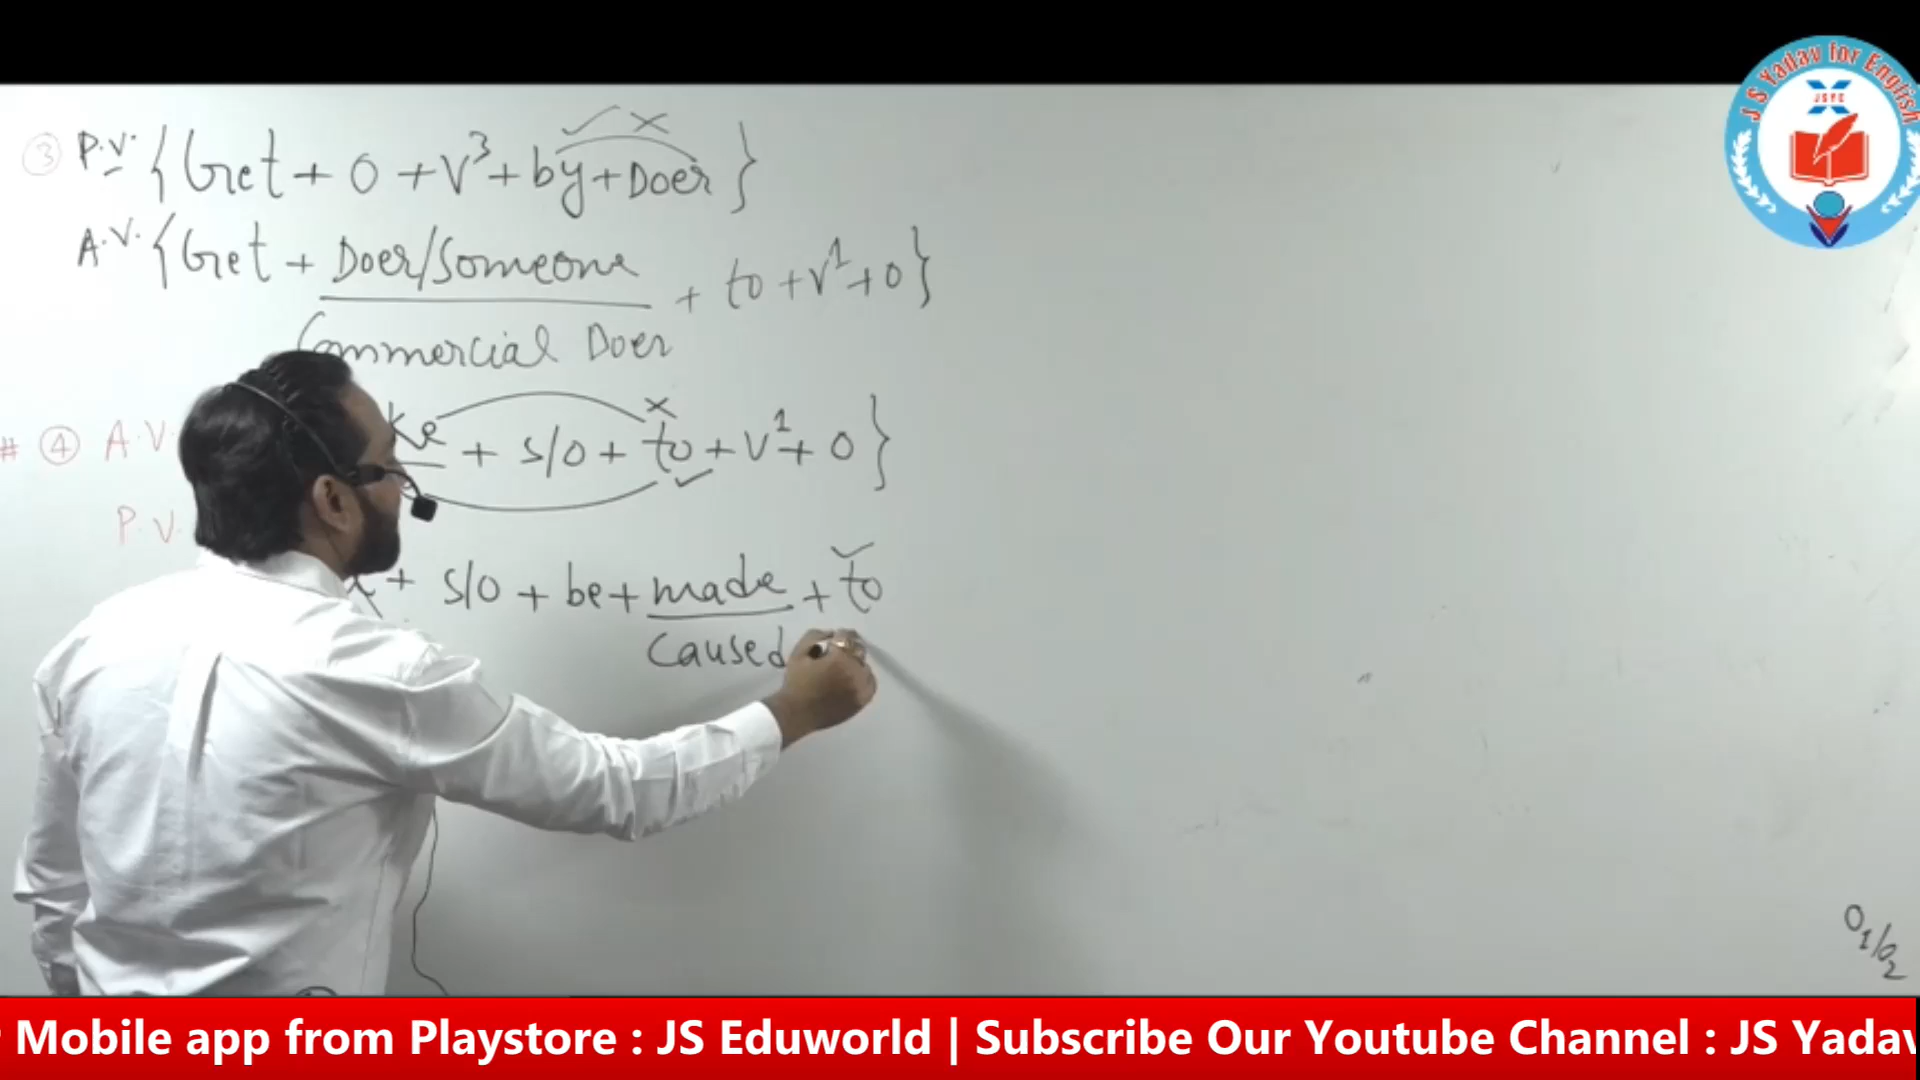 J S Yadav for English
JSYE
③ P.V. {Get + O + V³ + by + Doer}
A.V. {Get + Doer/Someone + to + V¹ + O}
Commercial Doer
# ④ A.V. ke + S/O + to + V¹ + O}
P.V.
+ S/O + be + made + to
Caused
O₁/O₂
Mobile app from Playstore : JS Eduworld | Subscribe Our Youtube Channel : JS Yadav